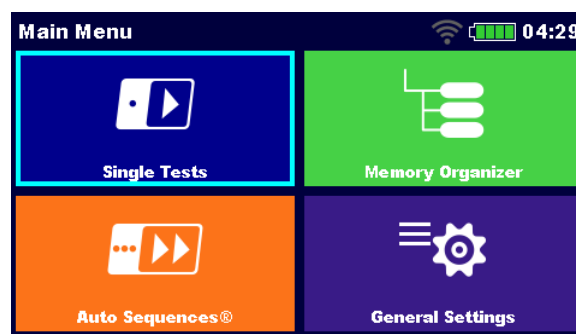 Main Menu 04:29
Single Tests
Memory Organizer
Auto Sequences®
General Settings